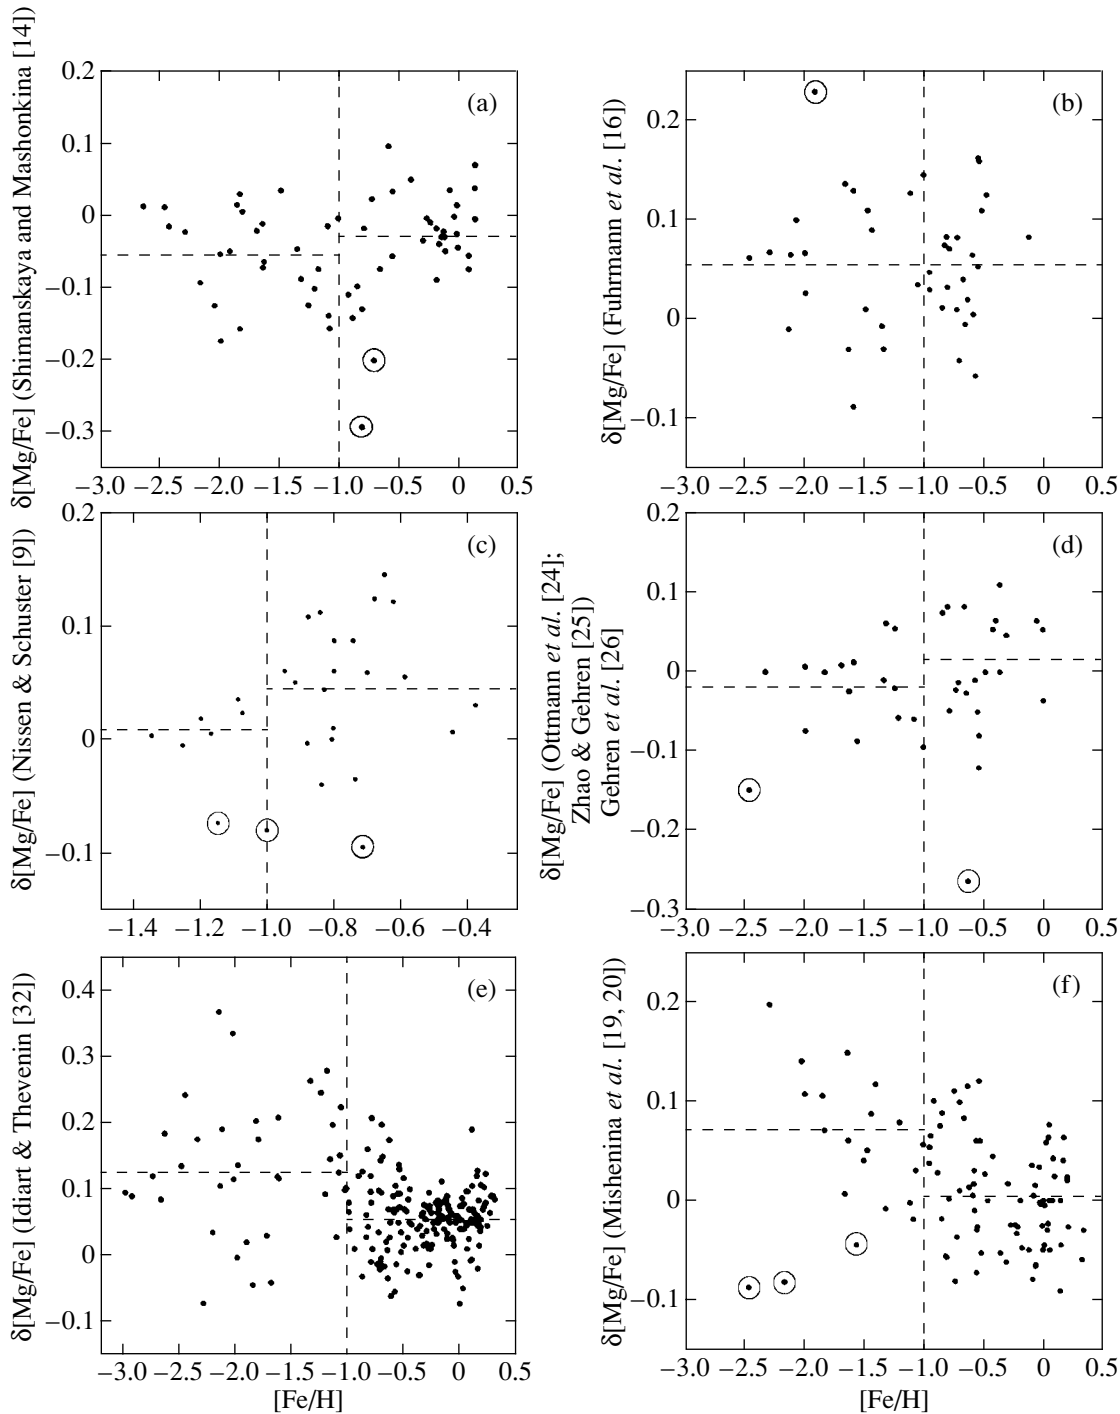 δ[Mg/Fe] (Shimanskaya and Mashonkina [14])
0.2
0.1
0
−0.1
−0.2
−0.3
(a)
−3.0 −2.5 −2.0 −1.5 −1.0 −0.5 0 0.5
δ[Mg/Fe] (Fuhrmann et al. [16])
0.2
0.1
0
−0.1
(b)
−3.0 −2.5 −2.0 −1.5 −1.0 −0.5 0 0.5
δ[Mg/Fe] (Nissen & Schuster [9])
0.2
0.1
0
−0.1
(c)
−1.4 −1.2 −1.0 −0.8 −0.6 −0.4
δ[Mg/Fe] (Ottmann et al. [24];
Zhao & Gehren [25])
Gehren et al. [26]
0.2
0.1
0
−0.1
−0.2
−0.3
(d)
−3.0 −2.5 −2.0 −1.5 −1.0 −0.5 0 0.5
δ[Mg/Fe] (Idiart & Thevenin [32])
0.4
0.3
0.2
0.1
0
−0.1
(e)
−3.0 −2.5 −2.0 −1.5 −1.0 −0.5 0 0.5
[Fe/H]
δ[Mg/Fe] (Mishenina et al. [19, 20])
0.2
0.1
0
−0.1
(f)
−3.0 −2.5 −2.0 −1.5 −1.0 −0.5 0 0.5
[Fe/H]